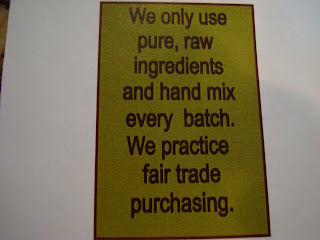 We only use
pure, raw
ingredients
and hand mix
every batch.
We practice
fair trade
purchasing.